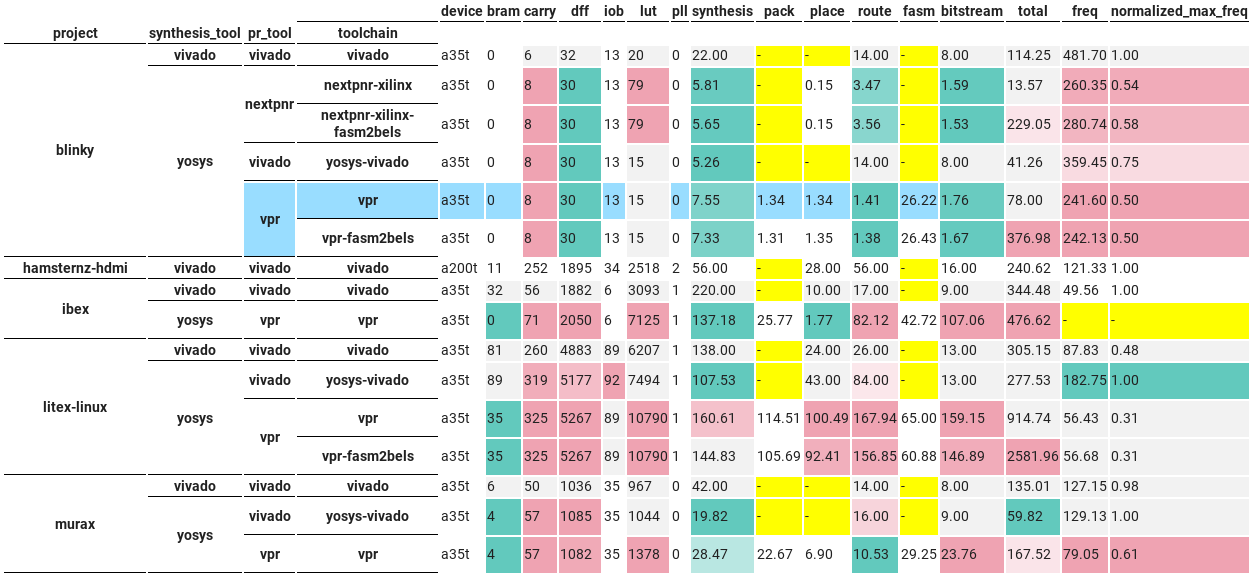 device bram carry dff iob lut pll synthesis pack place route fasm bitstream total freq normalized_max_freq
project synthesis_tool pr_tool toolchain
blinky vivado vivado vivado a35t 0 6 32 13 20 0 22.00 - - 14.00 - 8.00 114.25 481.70 1.00
yosys nextpnr nextpnr-xilinx a35t 0 8 30 13 79 0 5.81 - 0.15 3.47 - 1.59 13.57 260.35 0.54
nextpnr-xilinx-
fasm2bels a35t 0 8 30 13 79 0 5.65 - 0.15 3.56 - 1.53 229.05 280.74 0.58
vivado yosys-vivado a35t 0 8 30 13 15 0 5.26 - - 14.00 - 8.00 41.26 359.45 0.75
vpr vpr a35t 0 8 30 13 15 0 7.55 1.34 1.34 1.41 26.22 1.76 78.00 241.60 0.50
vpr-fasm2bels a35t 0 8 30 13 15 0 7.33 1.31 1.35 1.38 26.43 1.67 376.98 242.13 0.50
hamsternz-hdmi vivado vivado vivado a200t 11 252 1895 34 2518 2 56.00 - 28.00 56.00 - 16.00 240.62 121.33 1.00
ibex vivado vivado vivado a35t 32 56 1882 6 3093 1 220.00 - 10.00 17.00 - 9.00 344.48 49.56 1.00
yosys vpr vpr a35t 0 71 2050 6 7125 1 137.18 25.77 1.77 82.12 42.72 107.06 476.62 - -
litex-linux vivado vivado vivado a35t 81 260 4883 89 6207 1 138.00 - 24.00 26.00 - 13.00 305.15 87.83 0.48
yosys vivado yosys-vivado a35t 89 319 5177 92 7494 1 107.53 - 43.00 84.00 - 13.00 277.53 182.75 1.00
vpr vpr a35t 35 325 5267 89 10790 1 160.61 114.51 100.49 167.94 65.00 159.15 914.74 56.43 0.31
vpr-fasm2bels a35t 35 325 5267 89 10790 1 144.83 105.69 92.41 156.85 60.88 146.89 2581.96 56.68 0.31
murax vivado vivado vivado a35t 6 50 1036 35 967 0 42.00 - - 14.00 - 8.00 135.01 127.15 0.98
yosys vivado yosys-vivado a35t 4 57 1085 35 1044 0 19.82 - - 16.00 - 9.00 59.82 129.13 1.00
vpr vpr a35t 4 57 1082 35 1378 0 28.47 22.67 6.90 10.53 29.25 23.76 167.52 79.05 0.61